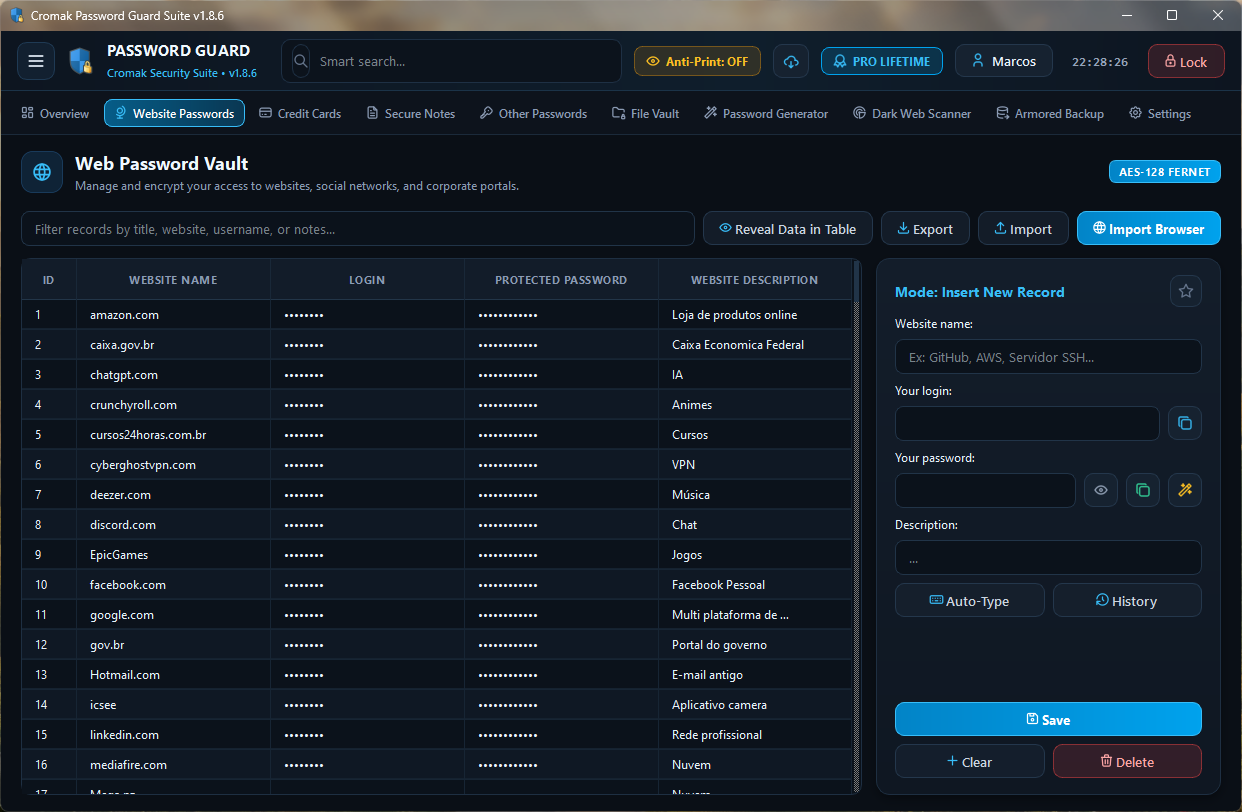 Cromak Password Guard Suite v1.8.6
PASSWORD GUARD
Cromak Security Suite • v1.8.6
Smart search...
Anti-Print: OFF
PRO LIFETIME
Marcos
22:28:26
Lock
Overview
Website Passwords
Credit Cards
Secure Notes
Other Passwords
File Vault
Password Generator
Dark Web Scanner
Armored Backup
Settings
Web Password Vault
Manage and encrypt your access to websites, social networks, and corporate portals.
AES-128 FERNET
Filter records by title, website, username, or notes...
Reveal Data in Table
Export
Import
Import Browser
ID WEBSITE NAME LOGIN PROTECTED PASSWORD WEBSITE DESCRIPTION
1 amazon.com •••••••• •••••••••••• Loja de produtos online
2 caixa.gov.br •••••••• •••••••••••• Caixa Economica Federal
3 chatgpt.com •••••••• •••••••••••• IA
4 crunchyroll.com •••••••• •••••••••••• Animes
5 cursos24horas.com.br •••••••• •••••••••••• Cursos
6 cyberghostvpn.com •••••••• •••••••••••• VPN
7 deezer.com •••••••• •••••••••••• Música
8 discord.com •••••••• •••••••••••• Chat
9 EpicGames •••••••• •••••••••••• Jogos
10 facebook.com •••••••• •••••••••••• Facebook Pessoal
11 google.com •••••••• •••••••••••• Multi plataforma de ...
12 gov.br •••••••• •••••••••••• Portal do governo
13 Hotmail.com •••••••• •••••••••••• E-mail antigo
14 icsee •••••••• •••••••••••• Aplicativo camera
15 linkedin.com •••••••• •••••••••••• Rede profissional
16 mediafire.com •••••••• •••••••••••• Nuvem
17
Mode: Insert New Record
Website name:
Ex: GitHub, AWS, Servidor SSH...
Your login:
Your password:
Description:
...
Auto-Type
History
Save
Clear
Delete